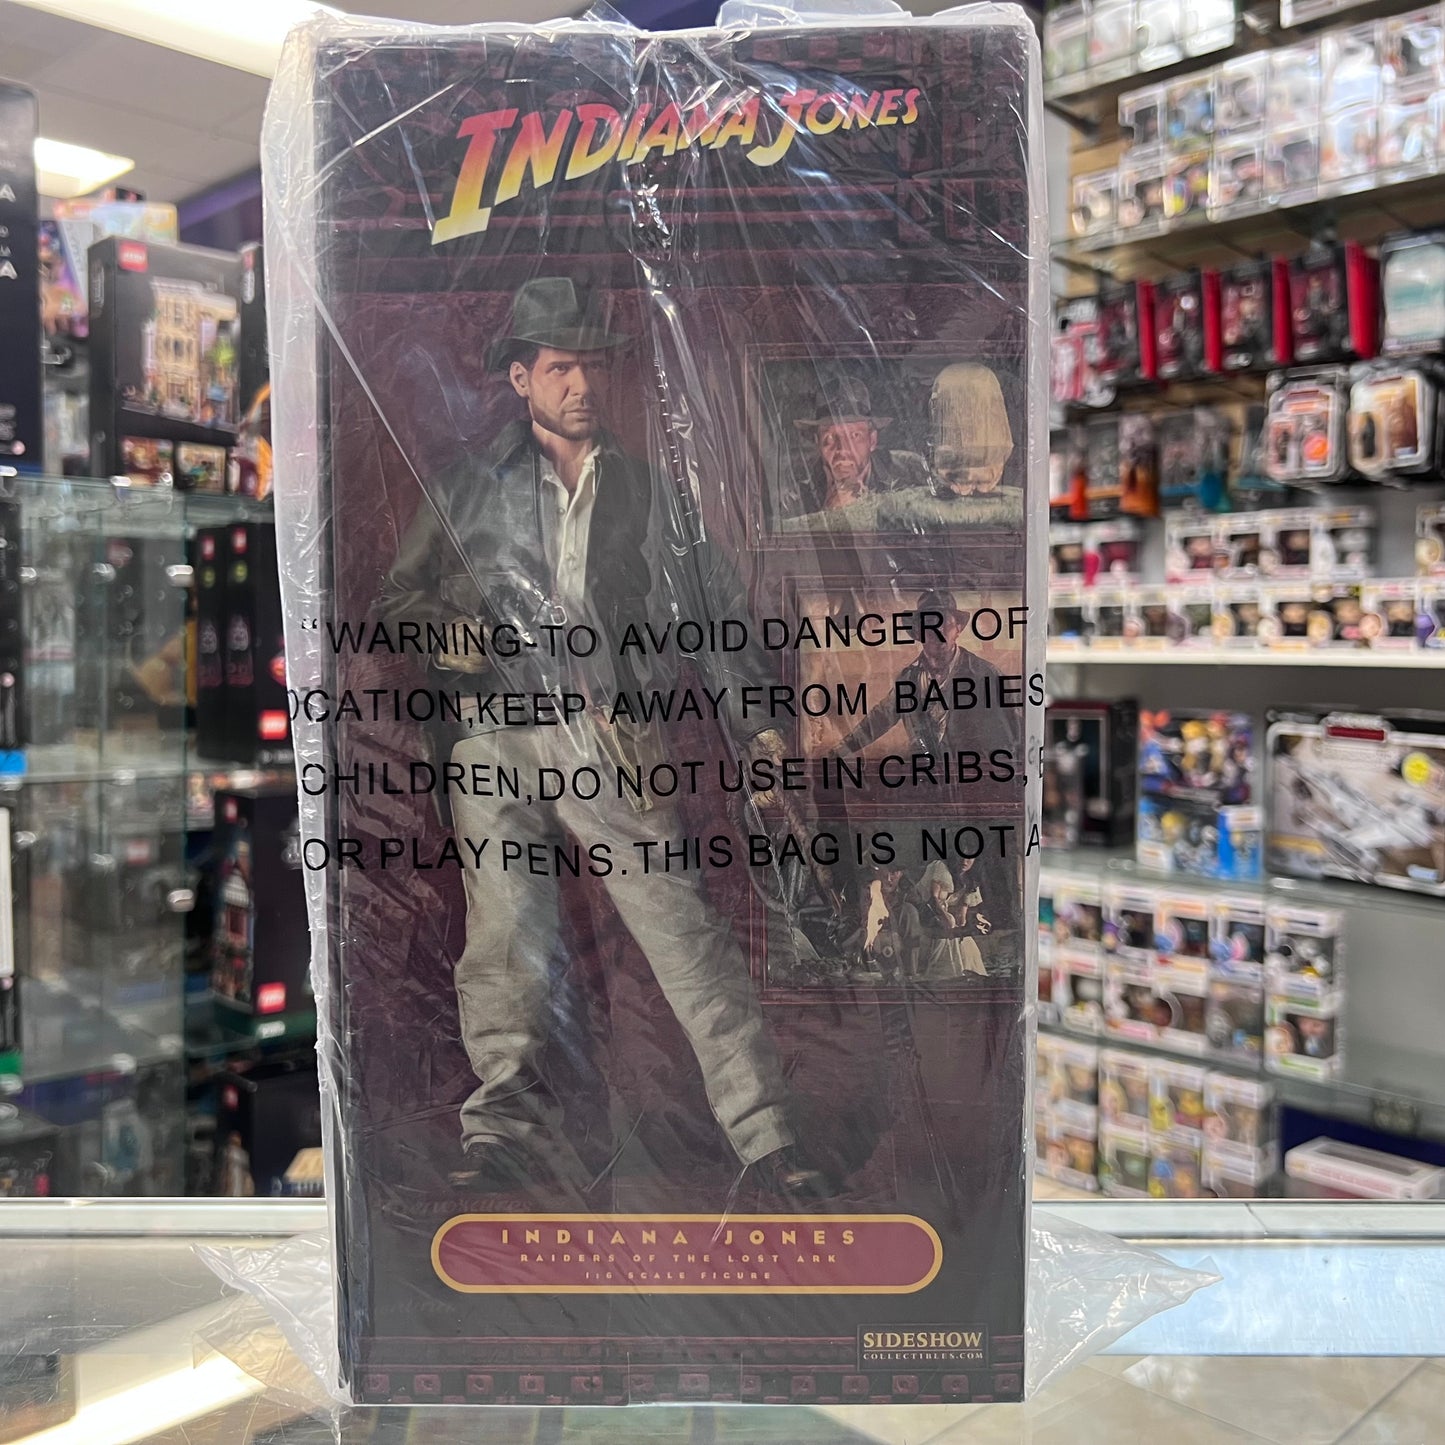 INDIANA JONES
“WARNING-TO AVOID DANGER OF
OCATION,KEEP AWAY FROM BABIES
CHILDREN,DO NOT USE IN CRIBS,
OR PLAY PENS.THIS BAG IS NOT A
INDIANA JONES
RAIDERS OF THE LOST ARK
1:6 SCALE FIGURE
SIDESHOW
COLLECTIBLES.COM